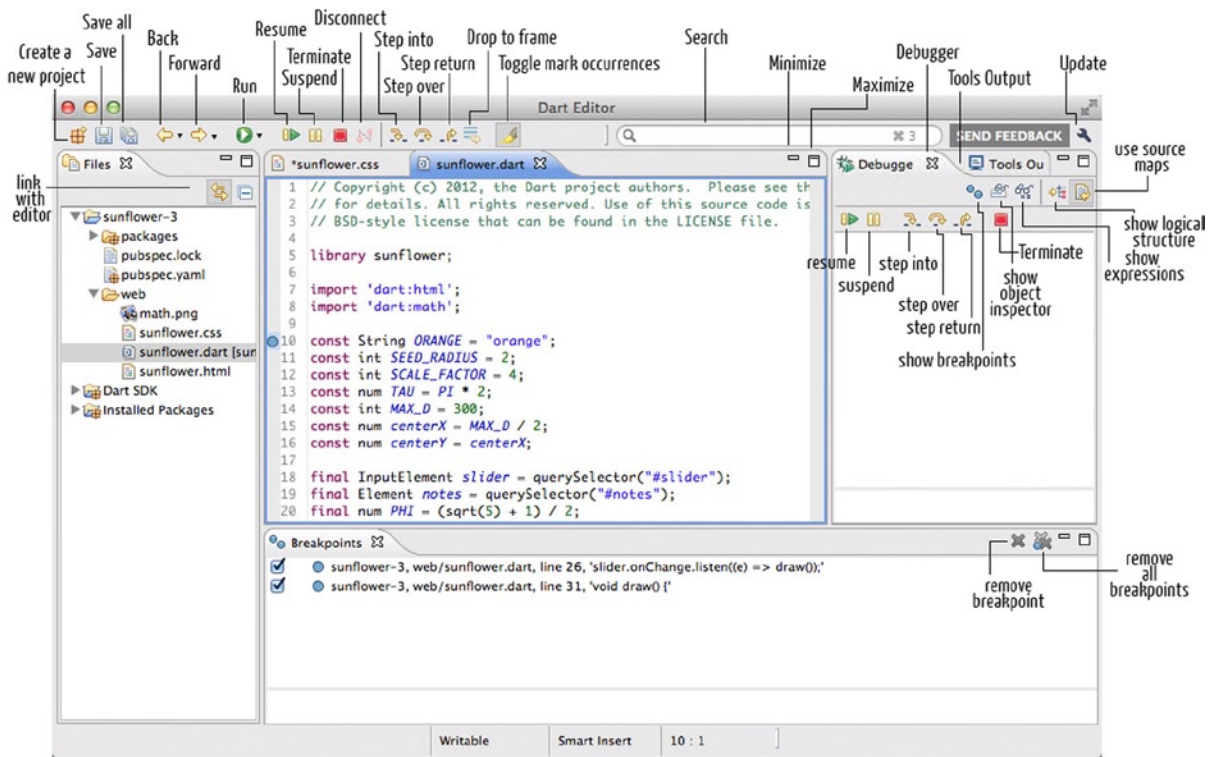 Save all
Disconnect
Create a
new project
Save
Back
Forward
Run
Resume
Terminate
Suspend
Step into
Step return
Step over
Drop to frame
Toggle mark occurrences
Search
Minimize
Maximize
Debugger
Tools Output
Update
Dart Editor
⌘ 3
SEND FEEDBACK
Files
*sunflower.css
sunflower.dart
Debugge
Tools Ou
link
with
editor
use source
maps
sunflower-3
packages
pubspec.lock
pubspec.yaml
web
math.png
sunflower.css
sunflower.dart [sun
sunflower.html
Dart SDK
Installed Packages
1 // Copyright (c) 2012, the Dart project authors.  Please see th
2 // for details. All rights reserved. Use of this source code is
3 // BSD-style license that can be found in the LICENSE file.
4
5 library sunflower;
6
7 import 'dart:html';
8 import 'dart:math';
9
10 const String ORANGE = "orange";
11 const int SEED_RADIUS = 2;
12 const int SCALE_FACTOR = 4;
13 const num TAU = PI * 2;
14 const int MAX_D = 300;
15 const num centerX = MAX_D / 2;
16 const num centerY = centerX;
17
18 final InputElement slider = querySelector("#slider");
19 final Element notes = querySelector("#notes");
20 final num PHI = (sqrt(5) + 1) / 2;
resume
suspend
step into
step over
step return
show breakpoints
Terminate
show
object
inspector
show logical
structure
show
expressions
Breakpoints
sunflower-3, web/sunflower.dart, line 26, 'slider.onChange.listen((e) => draw());'
sunflower-3, web/sunflower.dart, line 31, 'void draw() {'
remove
breakpoint
remove
all
breakpoints
Writable
Smart Insert
10 : 1